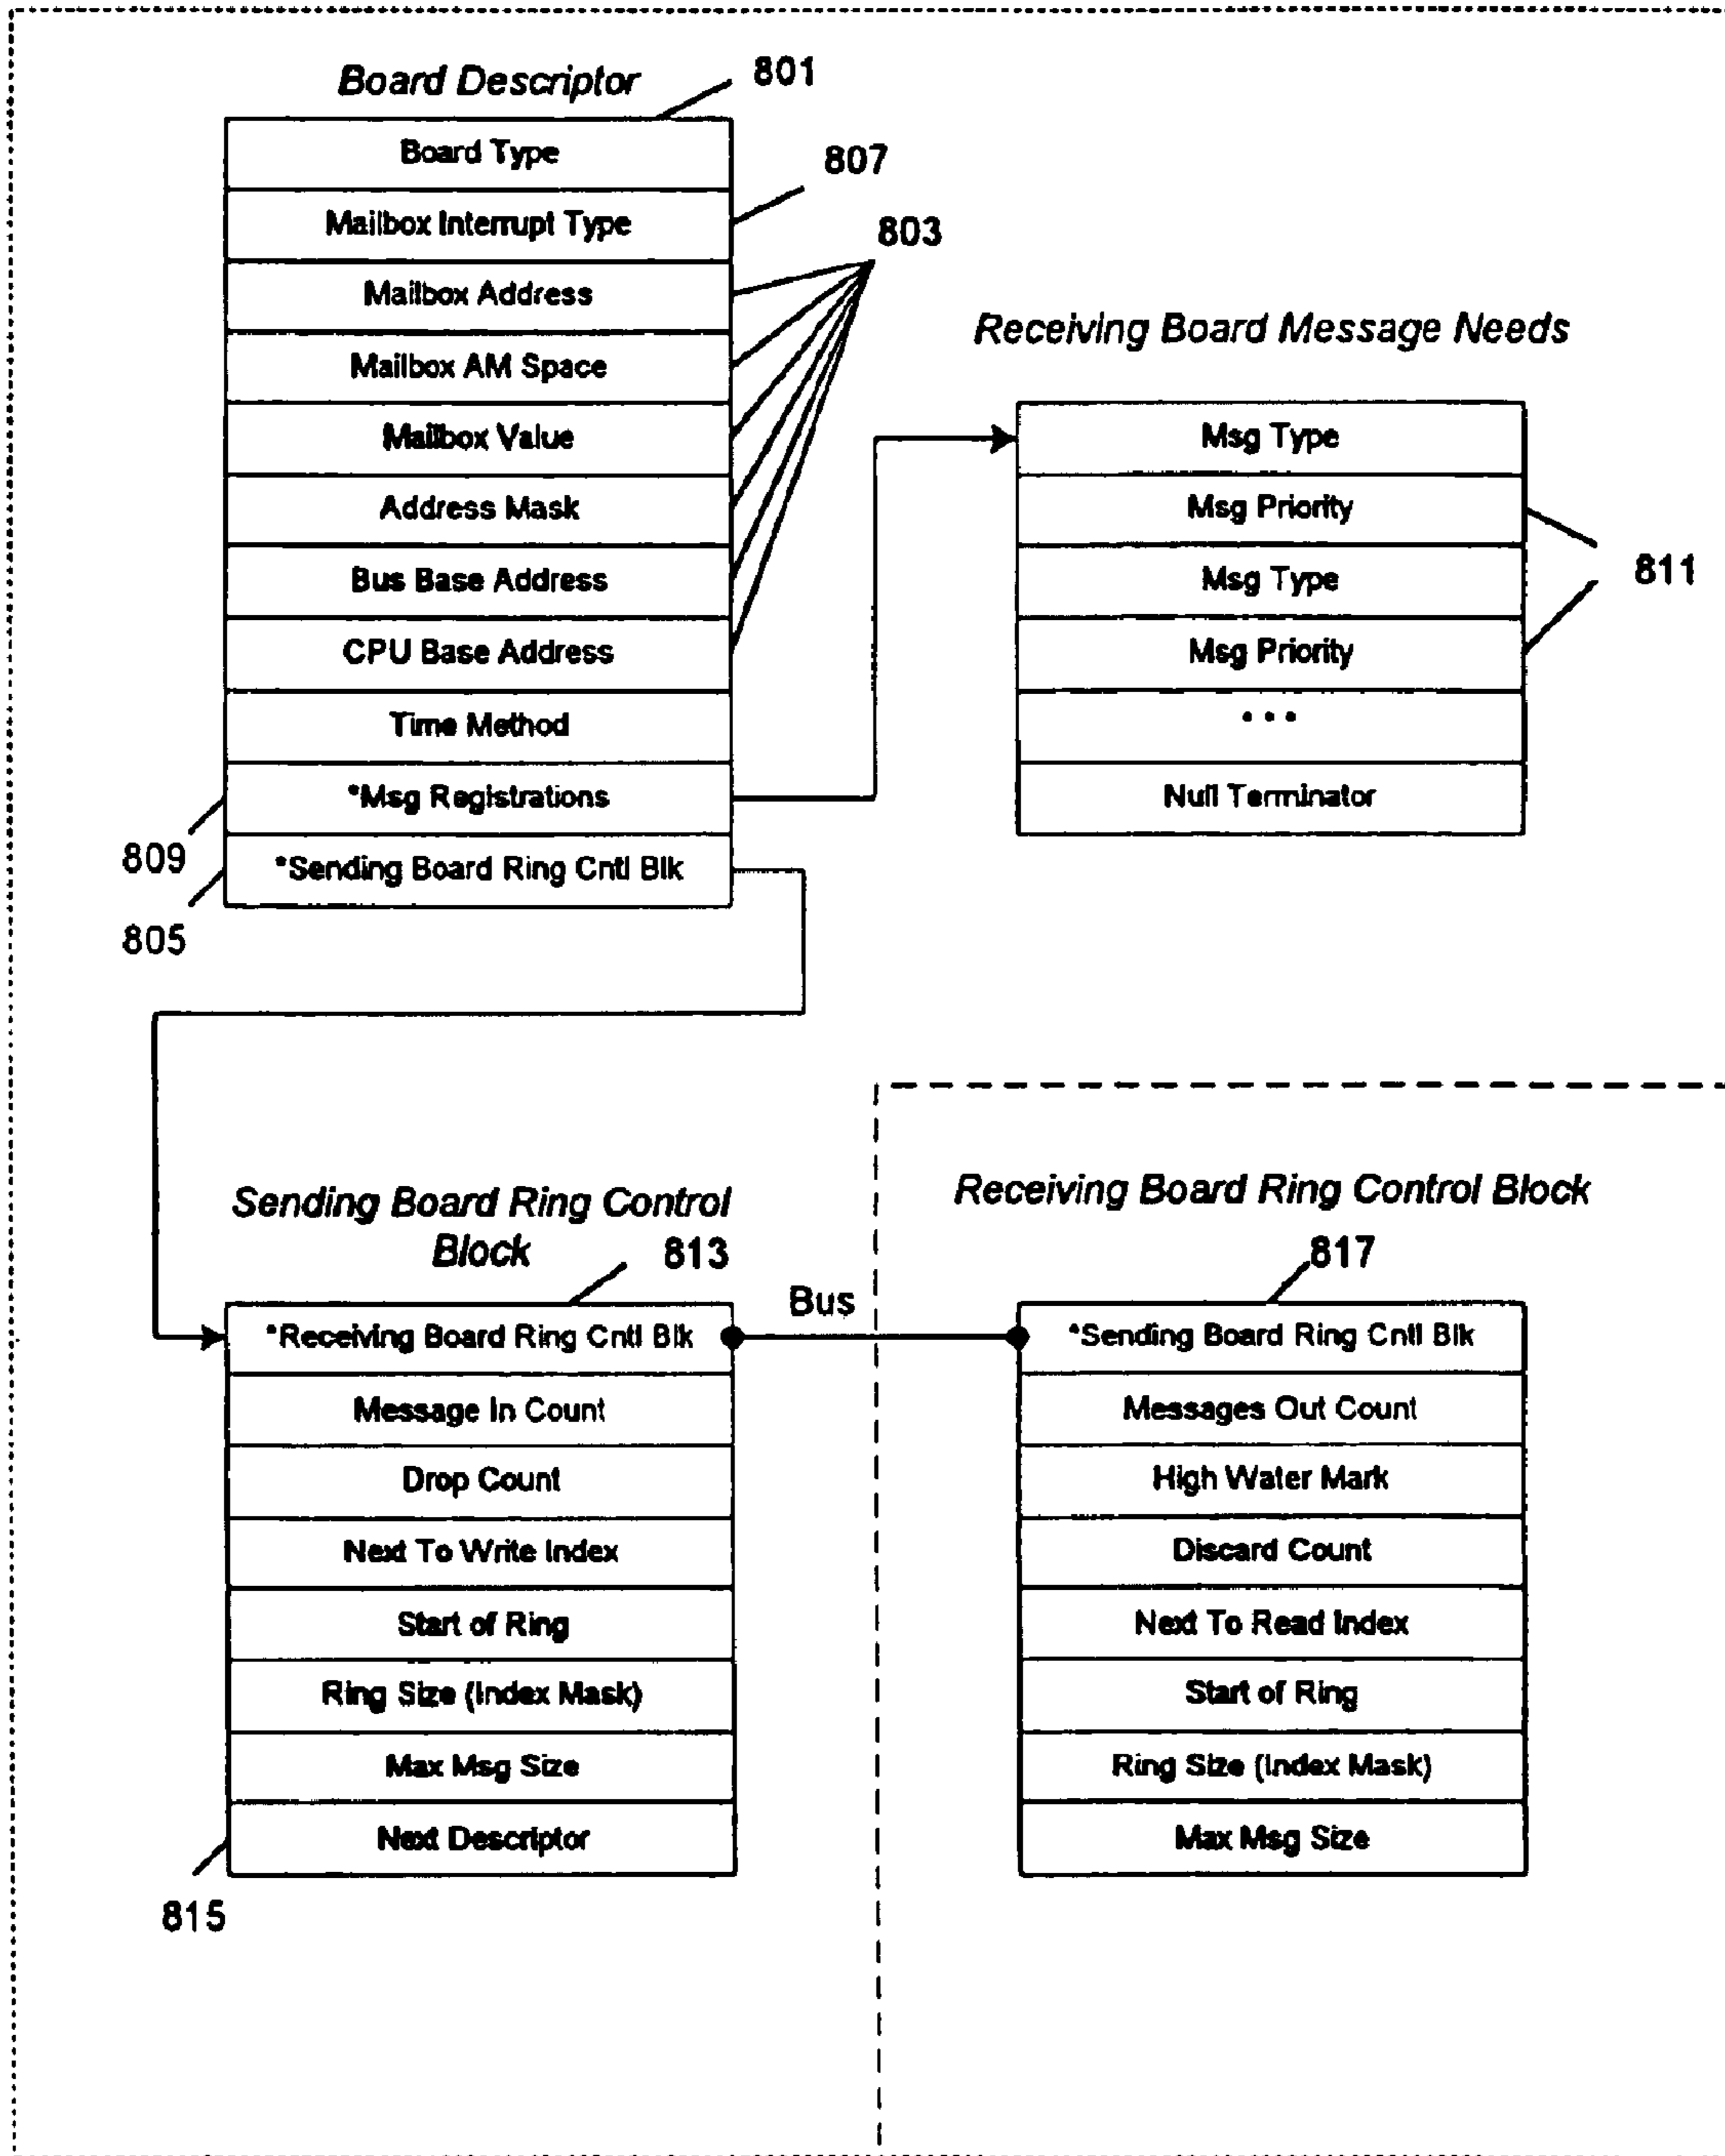 Board Descriptor
801
Board Type
807
Mailbox Interrupt Type
803
Mailbox Address
Mailbox AM Space
Mailbox Value
Address Mask
Bus Base Address
CPU Base Address
Time Method
*Msg Registrations
809
*Sending Board Ring Cntl Blk
805
Receiving Board Message Needs
Msg Type
Msg Priority
Msg Type
811
Msg Priority
• • •
Null Terminator
Sending Board Ring Control
Block
813
*Receiving Board Ring Cntl Blk
Message In Count
Drop Count
Next To Write Index
Start of Ring
Ring Size (Index Mask)
Max Msg Size
Next Descriptor
815
Bus
Receiving Board Ring Control Block
817
*Sending Board Ring Cntl Blk
Messages Out Count
High Water Mark
Discard Count
Next To Read Index
Start of Ring
Ring Size (Index Mask)
Max Msg Size